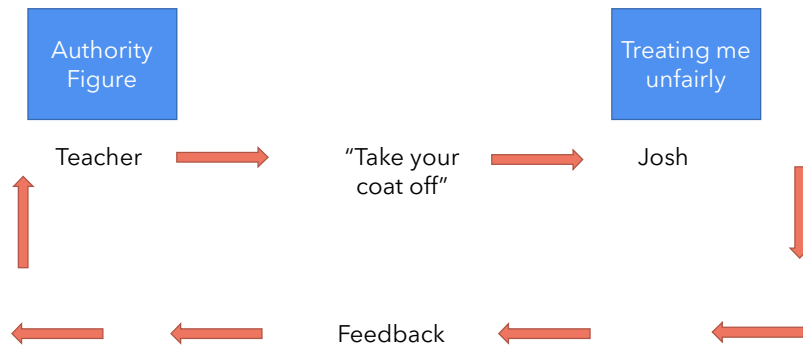 Authority
Figure
Treating me
unfairly
Teacher
“Take your
coat off”
Josh
Feedback